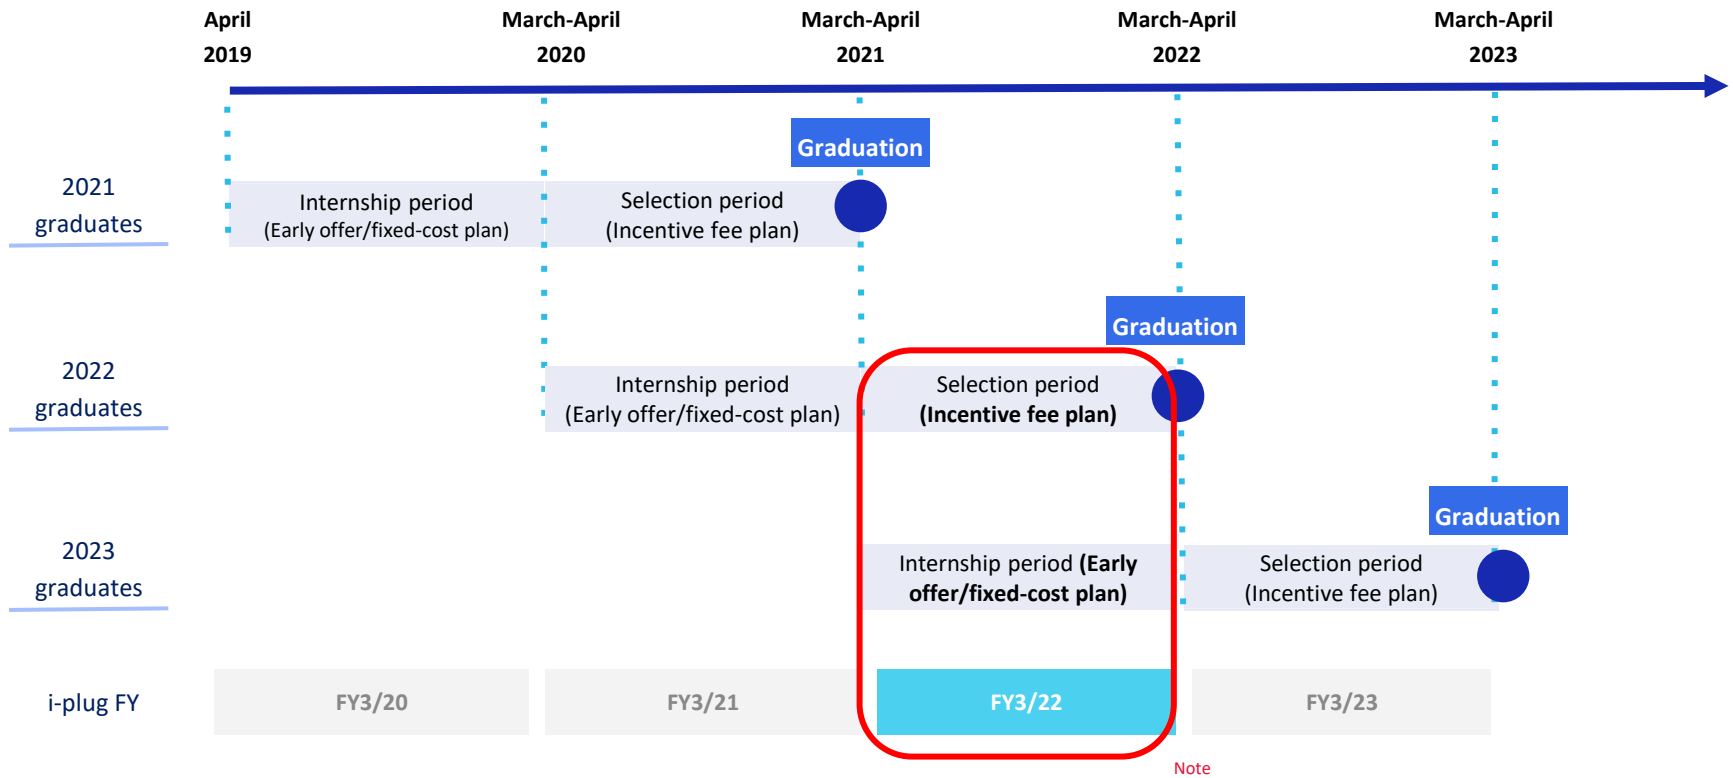 April
2019
March-April
2020
March-April
2021
March-April
2022
March-April
2023
Graduation
2021
graduates
Internship period
(Early offer/fixed-cost plan)
Selection period
(Incentive fee plan)
Graduation
2022
graduates
Internship period
(Early offer/fixed-cost plan)
Selection period
(Incentive fee plan)
Graduation
2023
graduates
Internship period (Early
offer/fixed-cost plan)
Selection period
(Incentive fee plan)
i-plug FY
FY3/20
FY3/21
FY3/22
FY3/23
Note